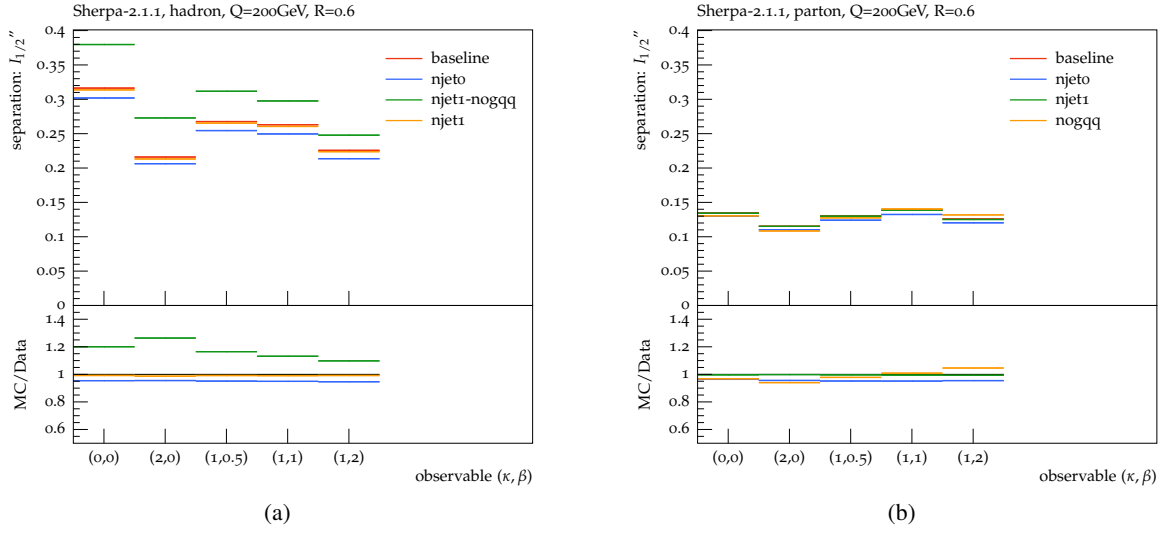 Sherpa-2.1.1, hadron, Q=200GeV, R=0.6
separation: I₁/₂″
0.4
0.35
0.3
0.25
0.2
0.15
0.1
0.05
0
baseline
njet0
njet1-nogqq
njet1
MC/Data
1.4
1.2
1
0.8
0.6
(0,0) (2,0) (1,0.5) (1,1) (1,2)
observable (κ, β)
(a)
Sherpa-2.1.1, parton, Q=200GeV, R=0.6
separation: I₁/₂″
0.4
0.35
0.3
0.25
0.2
0.15
0.1
0.05
0
baseline
njet0
njet1
nogqq
MC/Data
1.4
1.2
1
0.8
0.6
(0,0) (2,0) (1,0.5) (1,1) (1,2)
observable (κ, β)
(b)